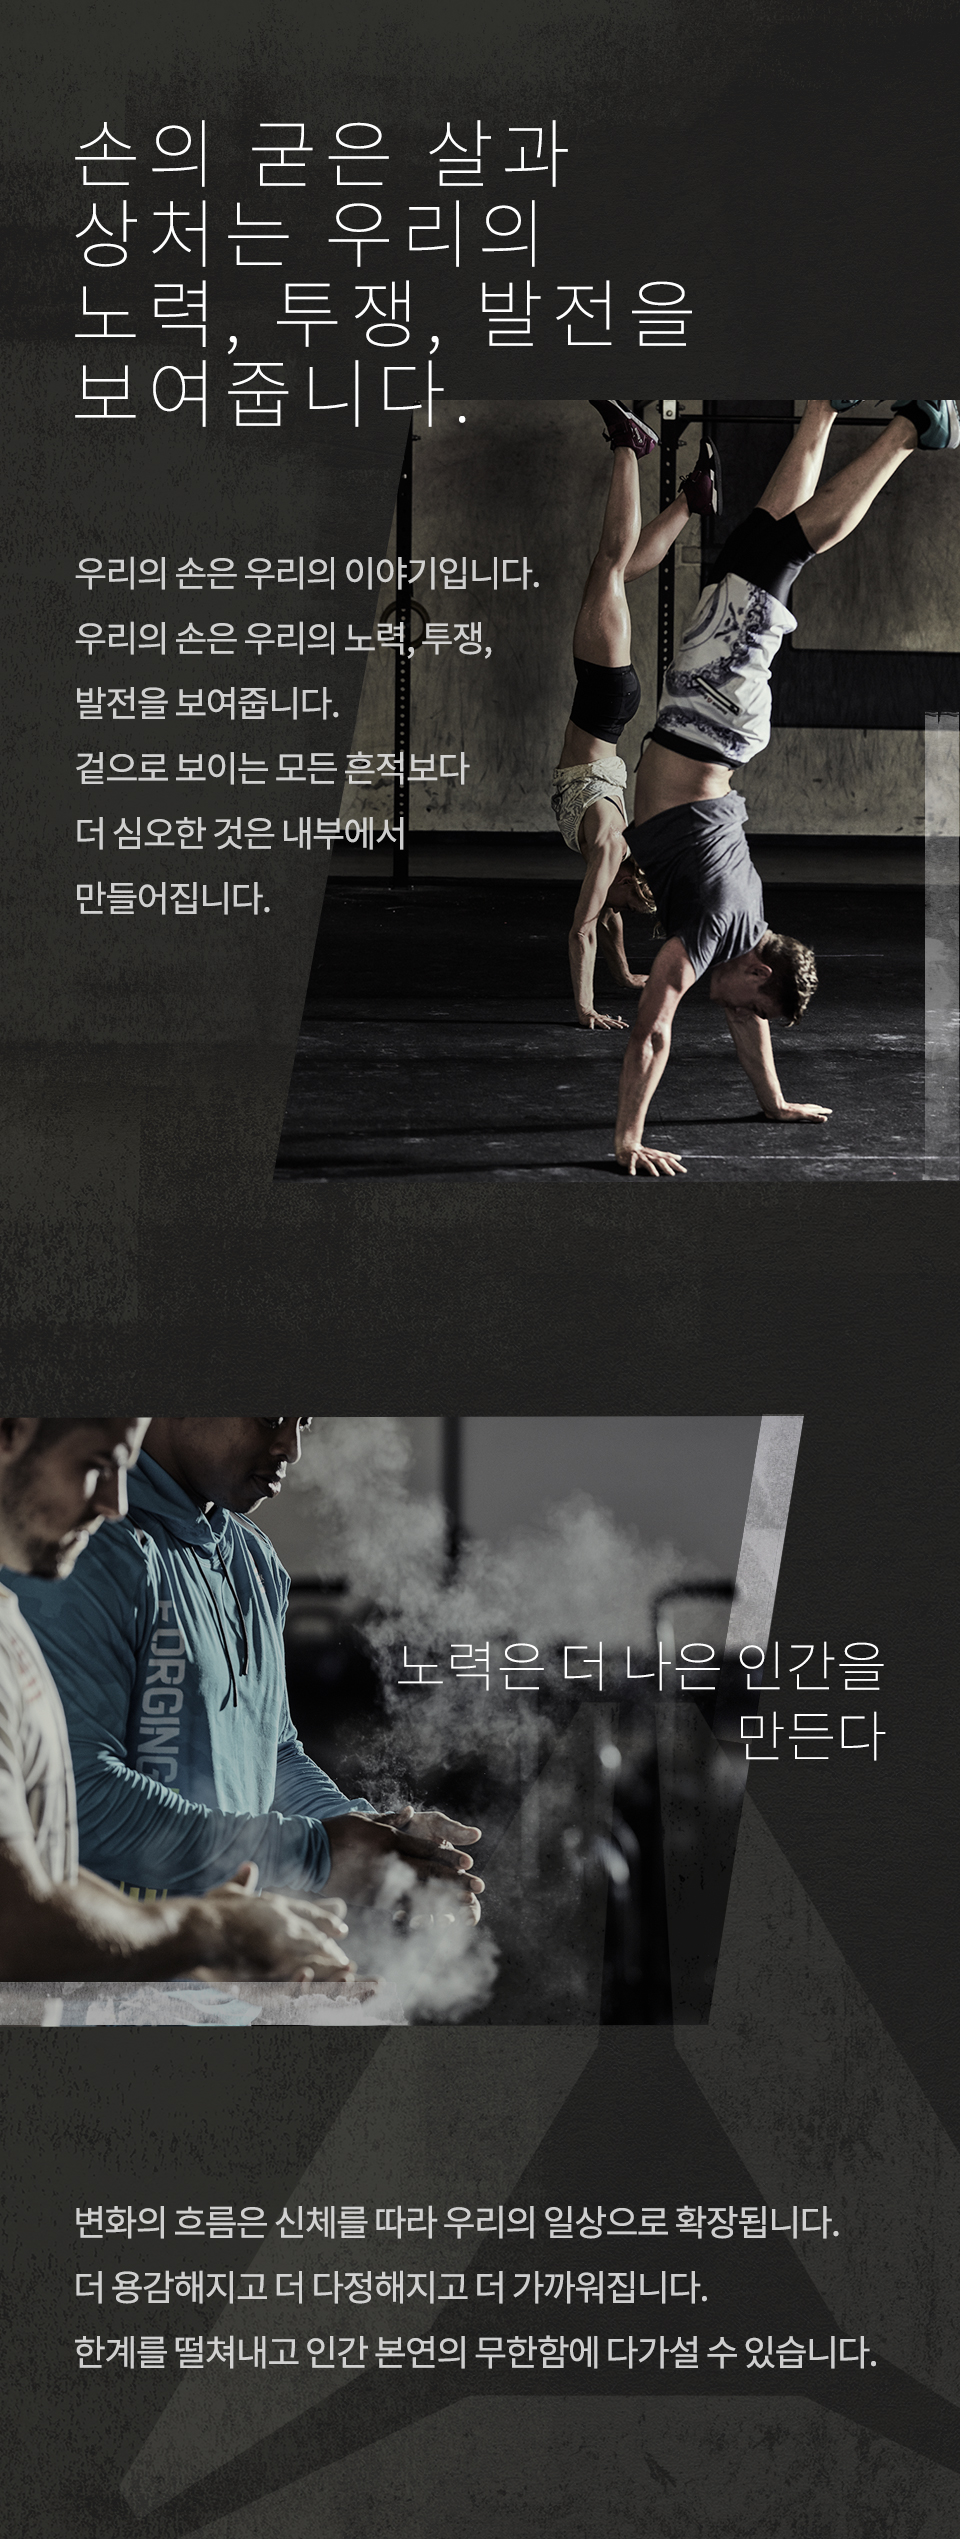 손의 굳은 살과
상처는 우리의
노력, 투쟁, 발전을
보여줍니다.
우리의 손은 우리의 이야기입니다.
우리의 손은 우리의 노력, 투쟁,
발전을 보여줍니다.
겉으로 보이는 모든 흔적보다
더 심오한 것은 내부에서
만들어집니다.
FORGING
노력은 더 나은 인간을
만든다
변화의 흐름은 신체를 따라 우리의 일상으로 확장됩니다.
더 용감해지고 더 다정해지고 더 가까워집니다.
한계를 떨쳐내고 인간 본연의 무한함에 다가설 수 있습니다.